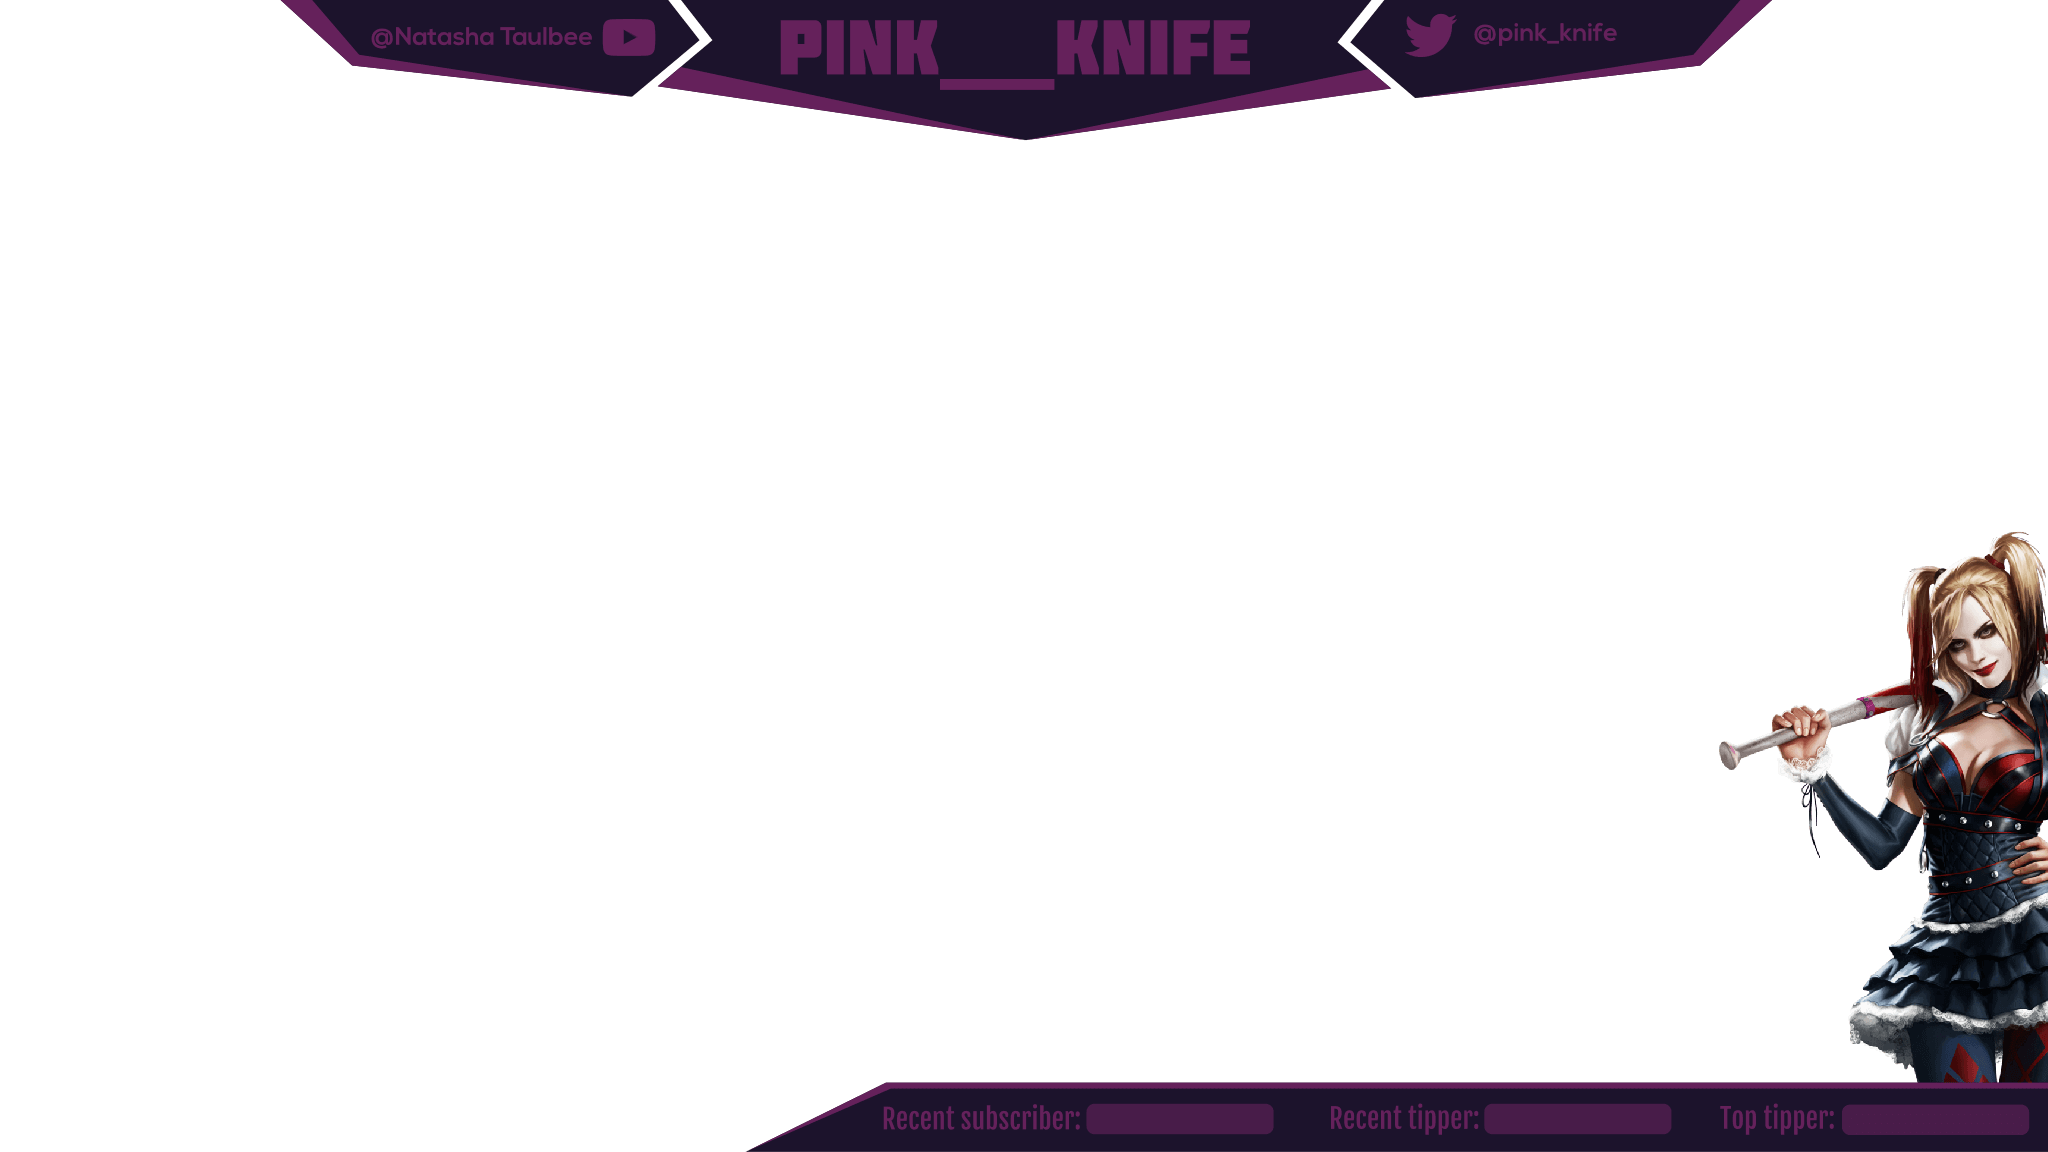 @Natasha Taulbee
PINK__KNIFE
@pink_knife
Recent subscriber:
Recent tipper:
Top tipper: